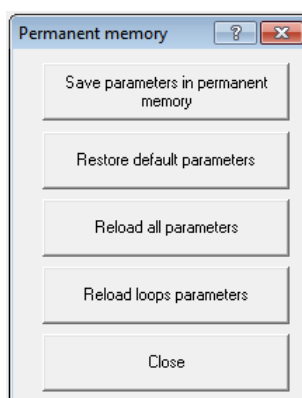 Permanent memory
?
Save parameters in permanent
memory
Restore default parameters
Reload all parameters
Reload loops parameters
Close